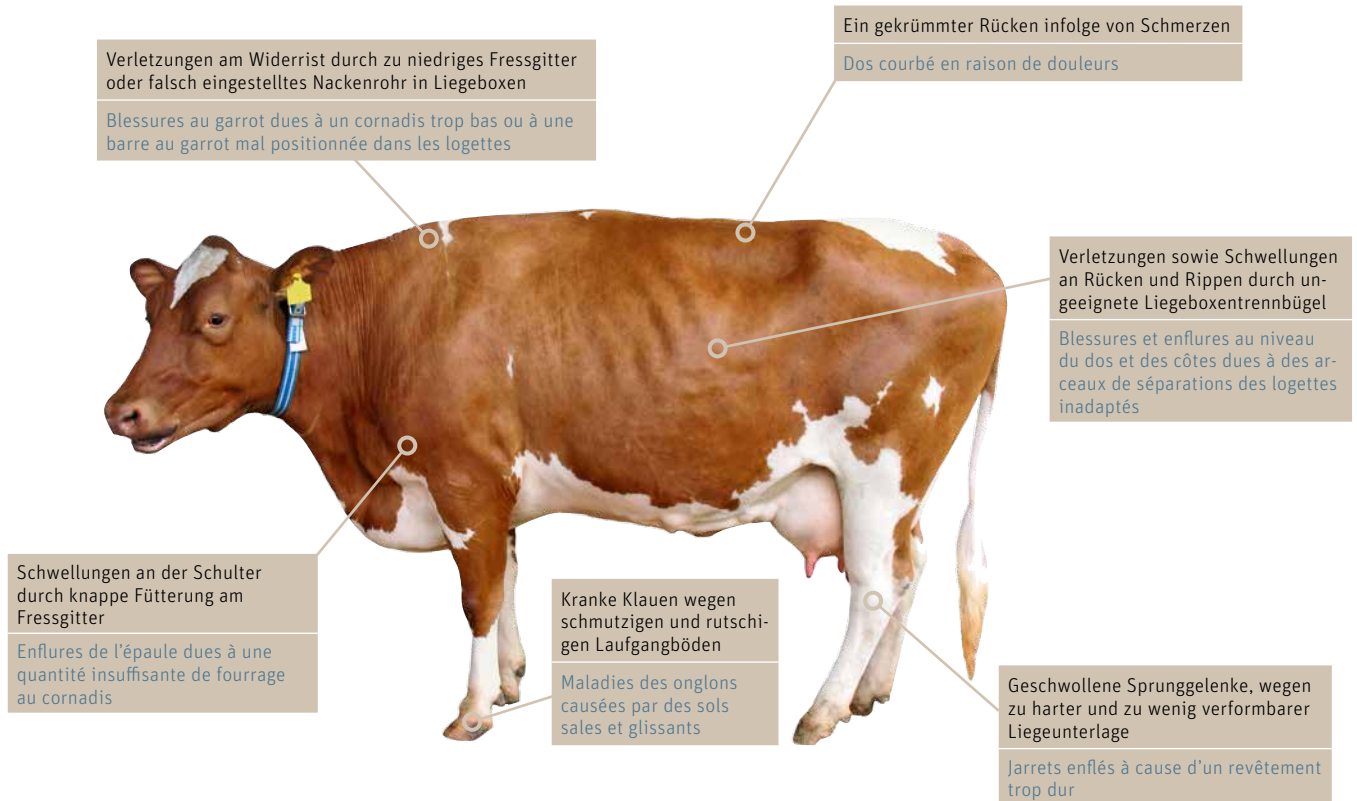 Ein gekrümmter Rücken infolge von Schmerzen
Dos courbé en raison de douleurs
Verletzungen am Widerrist durch zu niedriges Fressgitter
oder falsch eingestelltes Nackenrohr in Liegeboxen
Blessures au garrot dues à un cornadis trop bas ou à une
barre au garrot mal positionnée dans les logettes
Verletzungen sowie Schwellungen
an Rücken und Rippen durch un-
geeignete Liegeboxentrennbügel
Blessures et enflures au niveau
du dos et des côtes dues à des ar-
ceaux de séparations des logettes
inadaptés
Schwellungen an der Schulter
durch knappe Fütterung am
Fressgitter
Enflures de l'épaule dues à une
quantité insuffisante de fourrage
au cornadis
Kranke Klauen wegen
schmutzigen und rutschi-
gen Laufgangböden
Maladies des onglons
causées par des sols
sales et glissants
Geschwollene Sprunggelenke, wegen
zu harter und zu wenig verformbarer
Liegeunterlage
Jarrets enflés à cause d'un revêtement
trop dur